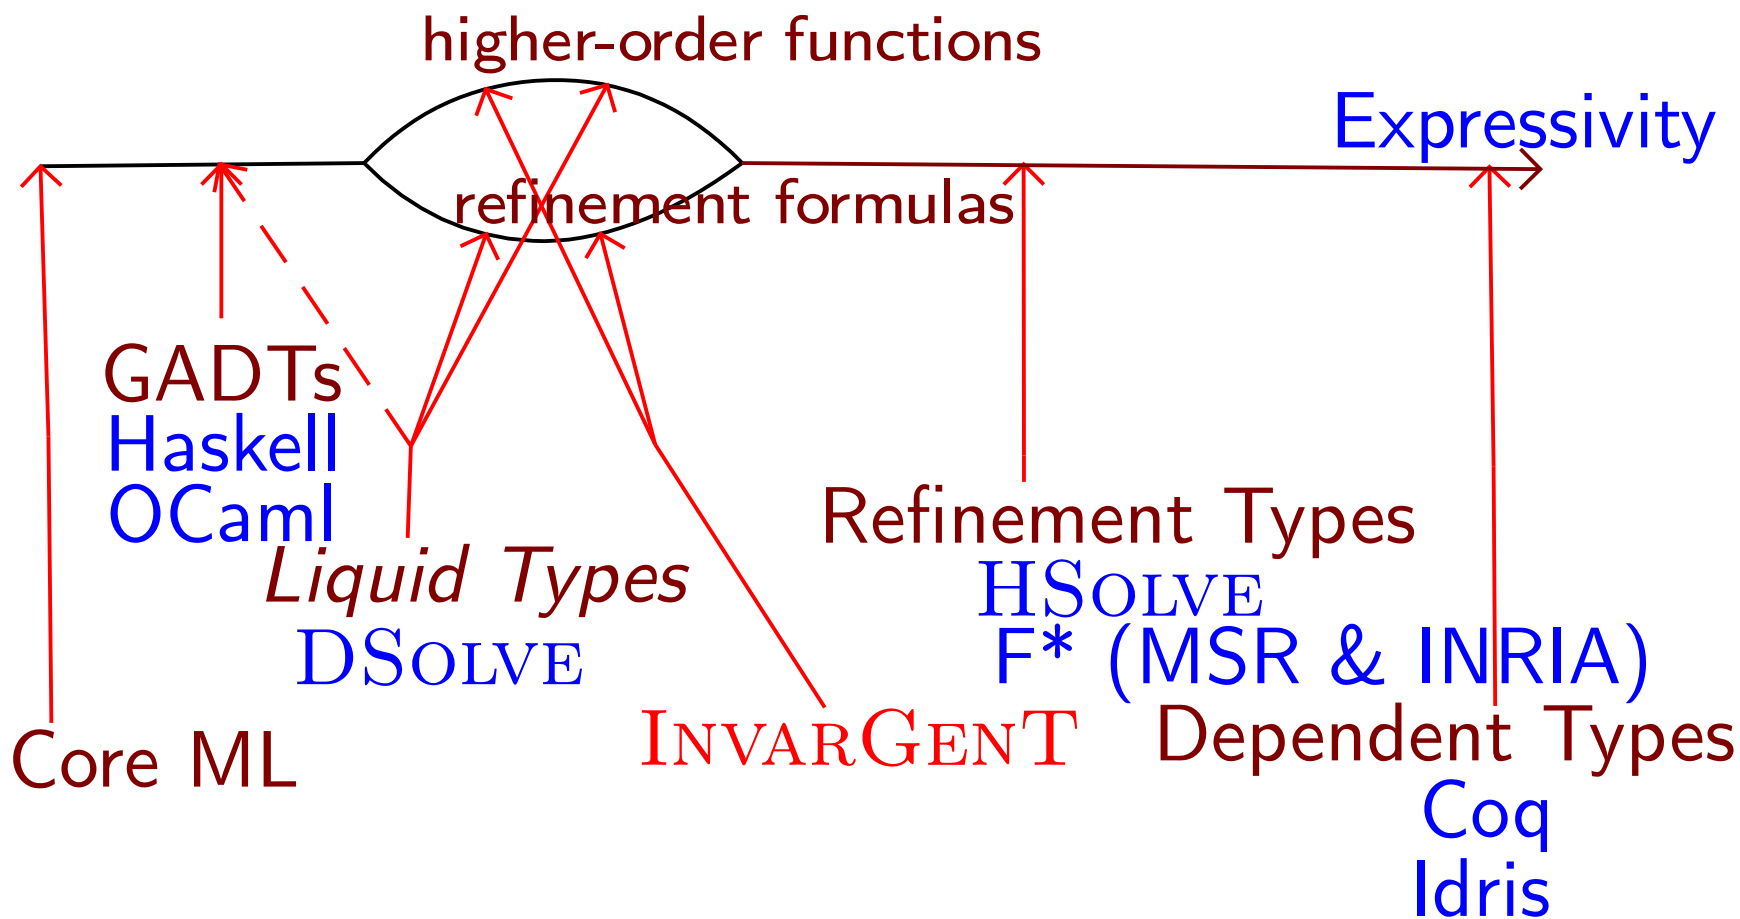 higher-order functions
Expressivity
refinement formulas
GADTs
Haskell
OCaml
Liquid Types
DSOLVE
Refinement Types
HSOLVE
F* (MSR & INRIA)
INVARGENT
Core ML
Dependent Types
Coq
Idris